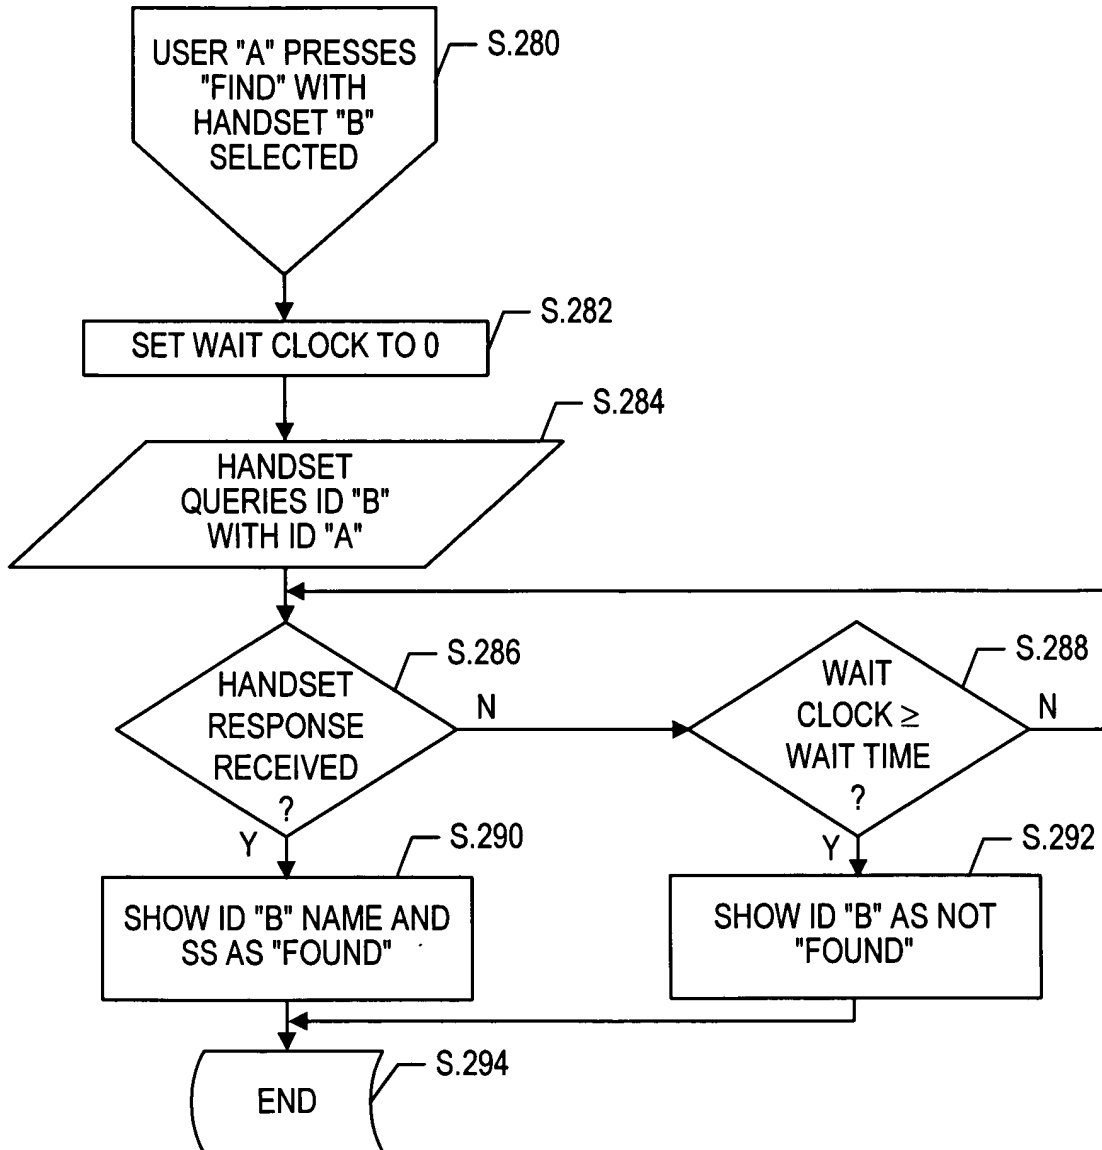 USER "A" PRESSES
"FIND" WITH
HANDSET "B"
SELECTED
S.280
SET WAIT CLOCK TO 0
S.282
HANDSET
QUERIES ID "B"
WITH ID "A"
S.284
HANDSET
RESPONSE
RECEIVED
?
S.286
N
Y
WAIT
CLOCK ≥
WAIT TIME
?
S.288
N
Y
SHOW ID "B" NAME AND
SS AS "FOUND"
S.290
SHOW ID "B" AS NOT
"FOUND"
S.292
END
S.294